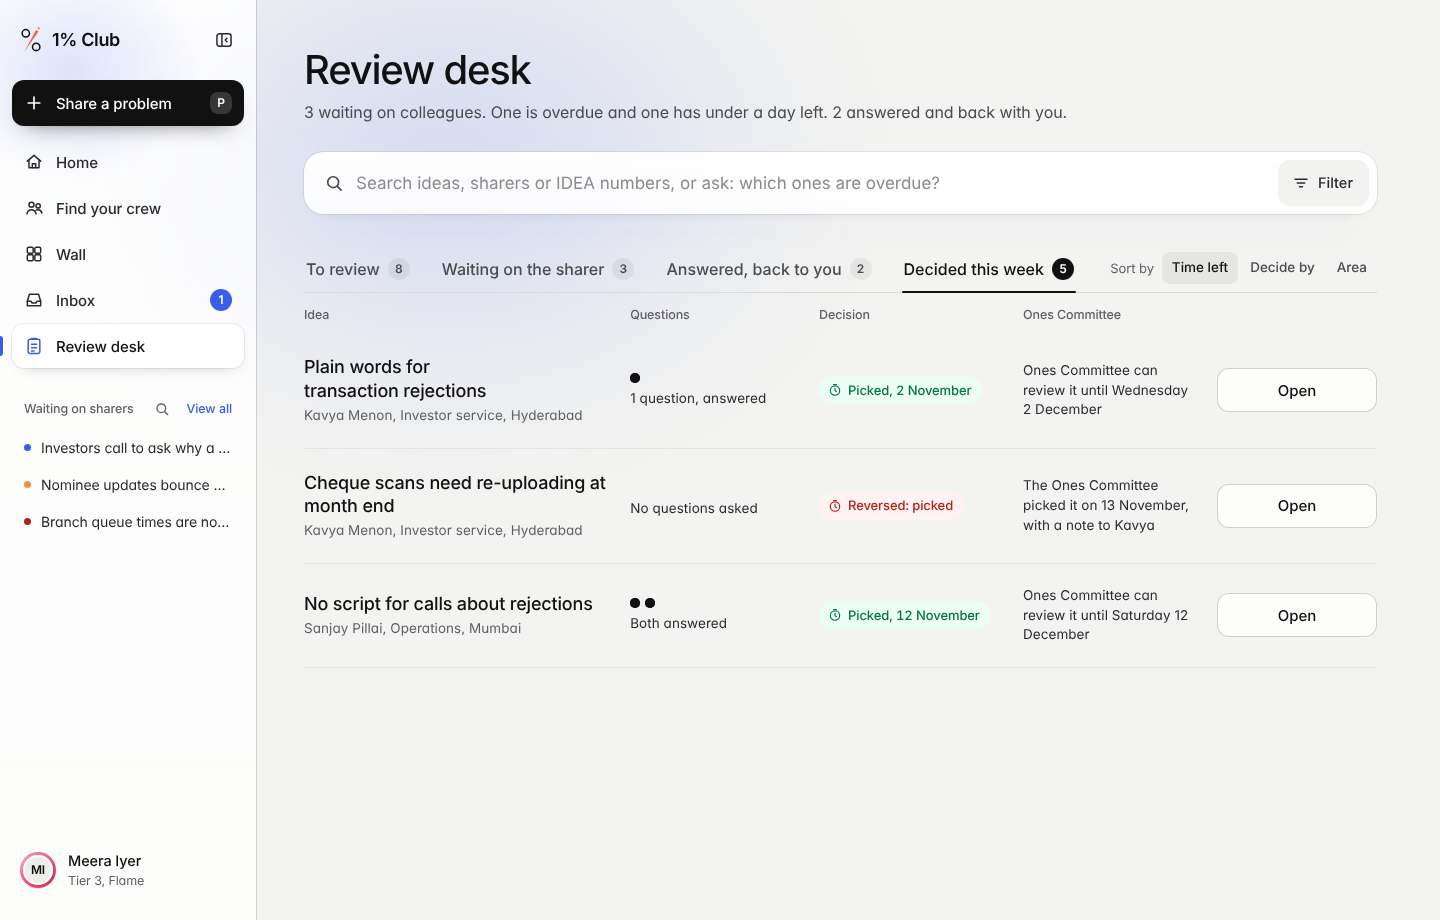 1% Club
Share a problem P
Home
Find your crew
Wall
Inbox 1
Review desk
Waiting on sharers View all
Investors call to ask why a ...
Nominee updates bounce ...
Branch queue times are no...
MI
Meera Iyer
Tier 3, Flame
Review desk
3 waiting on colleagues. One is overdue and one has under a day left. 2 answered and back with you.
Search ideas, sharers or IDEA numbers, or ask: which ones are overdue?
Filter
To review 8
Waiting on the sharer 3
Answered, back to you 2
Decided this week 5
Sort by Time left Decide by Area
Idea Questions Decision Ones Committee
Plain words for
transaction rejections
Kavya Menon, Investor service, Hyderabad
1 question, answered
Picked, 2 November
Ones Committee can
review it until Wednesday
2 December
Open
Cheque scans need re-uploading at
month end
Kavya Menon, Investor service, Hyderabad
No questions asked
Reversed: picked
The Ones Committee
picked it on 13 November,
with a note to Kavya
Open
No script for calls about rejections
Sanjay Pillai, Operations, Mumbai
Both answered
Picked, 12 November
Ones Committee can
review it until Saturday 12
December
Open